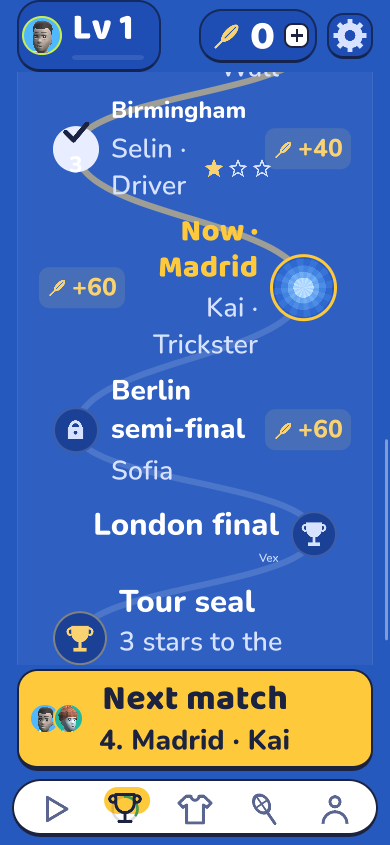 Lv 1
0
Birmingham
3
Selin ·
Driver
+40
Now ·
Madrid
+60
Kai ·
Trickster
Berlin
semi-final
+60
Sofia
London final
Vex
Tour seal
3 stars to the
Next match
4. Madrid · Kai